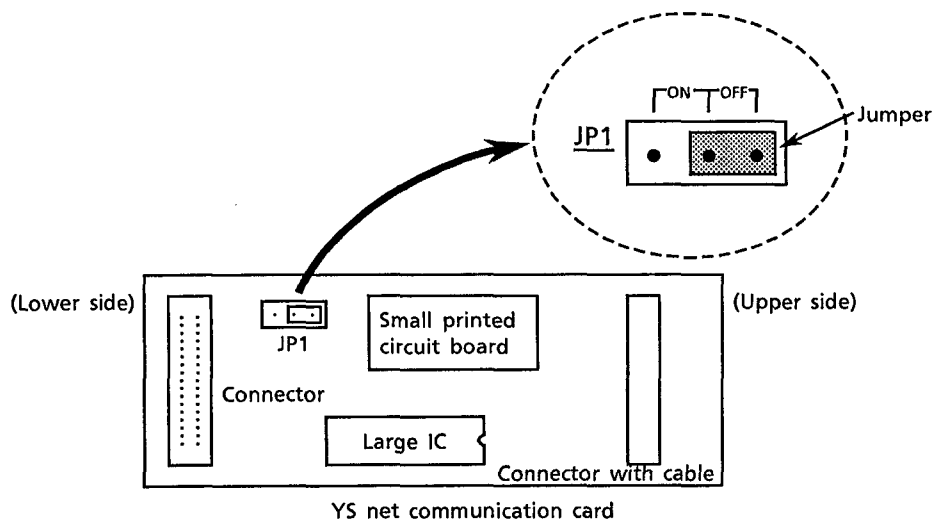 ON OFF
JP1
Jumper
(Lower side)
(Upper side)
JP1
Small printed
circuit board
Connector
Large IC
Connector with cable
YS net communication card